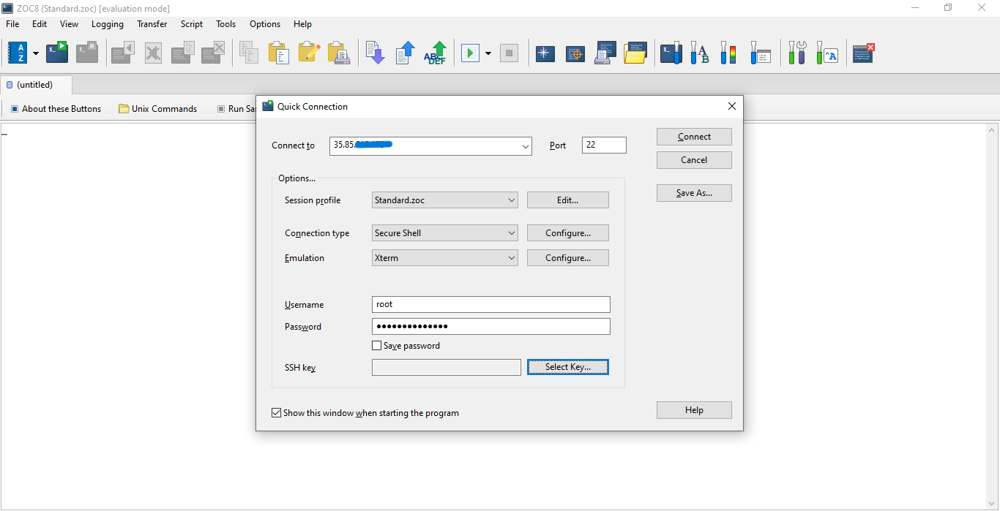 ZOC8 (Standard.zoc) [evaluation mode]
File Edit View Logging Transfer Script Tools Options Help
(untitled)
About these Buttons Unix Commands Run Sa
Quick Connection
Connect to 35.85. Port 22 Connect
Cancel
Options... Save As...
Session profile Standard.zoc Edit...
Connection type Secure Shell Configure...
Emulation Xterm Configure...
Username root
Password ●●●●●●●●●●●●●●
Save password
SSH key Select Key...
Show this window when starting the program Help